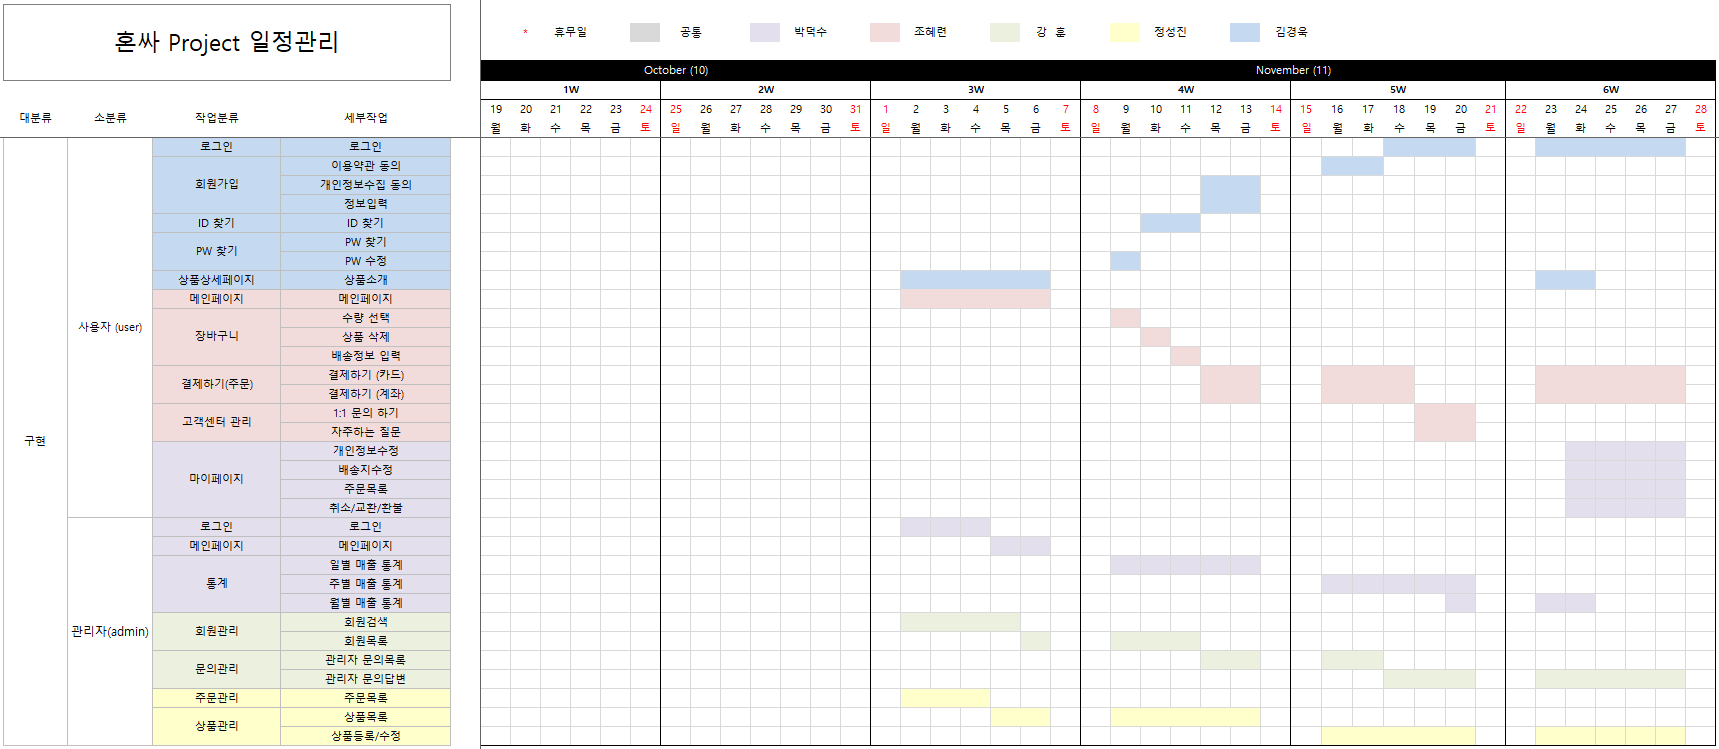 혼싸 Project 일정관리
* 휴무일 공통 박덕수 조혜련 강 훈 정성진 김경욱
October (10) November (11)
1W 2W 3W 4W 5W 6W
대분류 소분류 작업분류 세부작업
19 20 21 22 23 24 25 26 27 28 29 30 31 1 2 3 4 5 6 7 8 9 10 11 12 13 14 15 16 17 18 19 20 21 22 23 24 25 26 27 28
월 화 수 목 금 토 일 월 화 수 목 금 토 일 월 화 수 목 금 토 일 월 화 수 목 금 토 일 월 화 수 목 금 토 일 월 화 수 목 금 토
구현
사용자 (user)
로그인 로그인
회원가입
이용약관 동의
개인정보수집 동의
정보입력
ID 찾기 ID 찾기
PW 찾기
PW 찾기
PW 수정
상품상세페이지 상품소개
메인페이지 메인페이지
장바구니
수량 선택
상품 삭제
배송정보 입력
결제하기(주문)
결제하기 (카드)
결제하기 (계좌)
고객센터 관리
1:1 문의 하기
자주하는 질문
마이페이지
개인정보수정
배송지수정
주문목록
취소/교환/환불
관리자(admin)
로그인 로그인
메인페이지 메인페이지
통계
일별 매출 통계
주별 매출 통계
월별 매출 통계
회원관리
회원검색
회원목록
문의관리
관리자 문의목록
관리자 문의답변
주문관리 주문목록
상품관리
상품목록
상품등록/수정